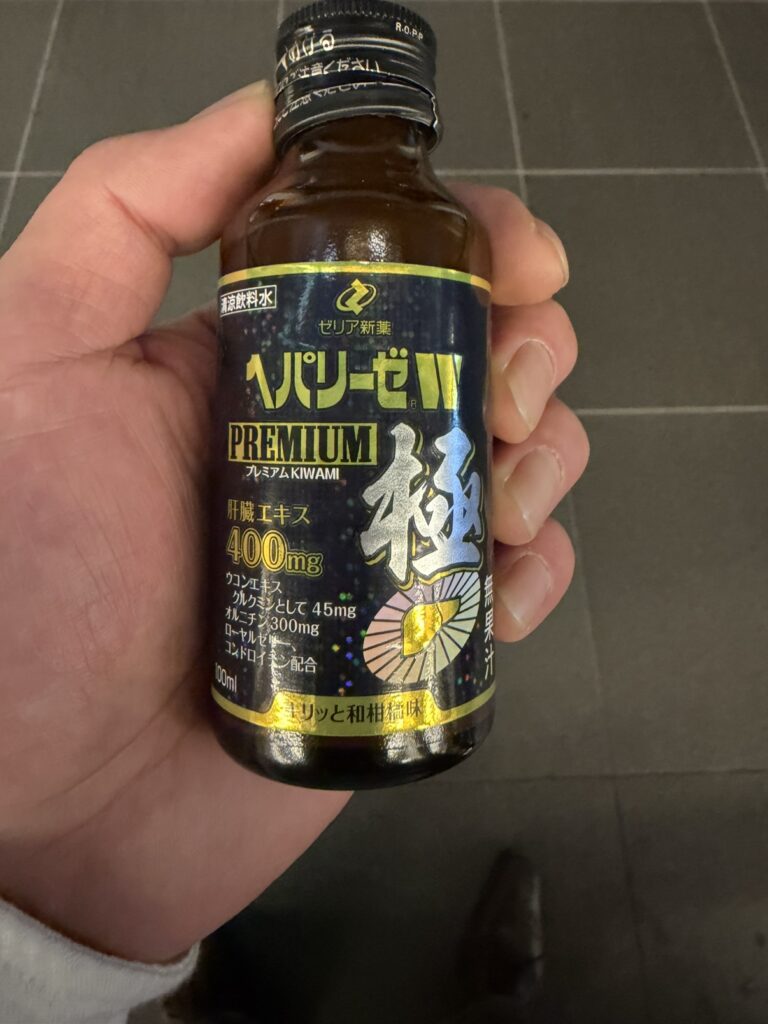 R.O.P.P
清涼飲料水
ゼリア新薬
ヘパリーゼW
®
PREMIUM
プレミアムKIWAMI
極
肝臓エキス
400mg
ウコンエキス
クルクミンとして 45mg
オルニチン300mg
ローヤルゼリー、
コンドロイチン配合
無果汁
100ml
キリッと和柑橘味